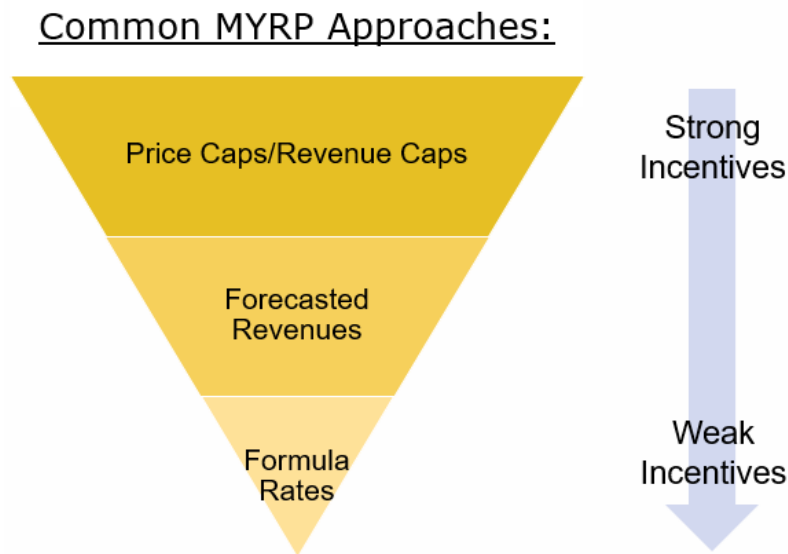 Common MYRP Approaches:
Price Caps/Revenue Caps
Forecasted
Revenues
Formula
Rates
Strong
Incentives
Weak
Incentives